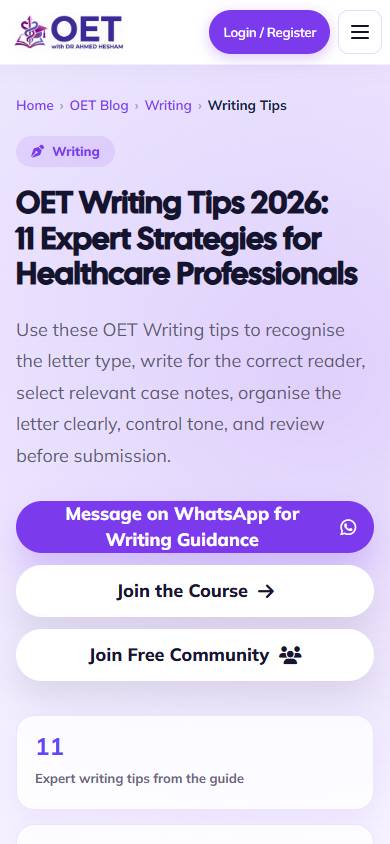 OET
with DR AHMED HESHAM
Login / Register
Home › OET Blog › Writing › Writing Tips
Writing
OET Writing Tips 2026:
11 Expert Strategies for
Healthcare Professionals
Use these OET Writing tips to recognise
the letter type, write for the correct reader,
select relevant case notes, organise the
letter clearly, control tone, and review
before submission.
Message on WhatsApp for
Writing Guidance
Join the Course →
Join Free Community
11
Expert writing tips from the guide